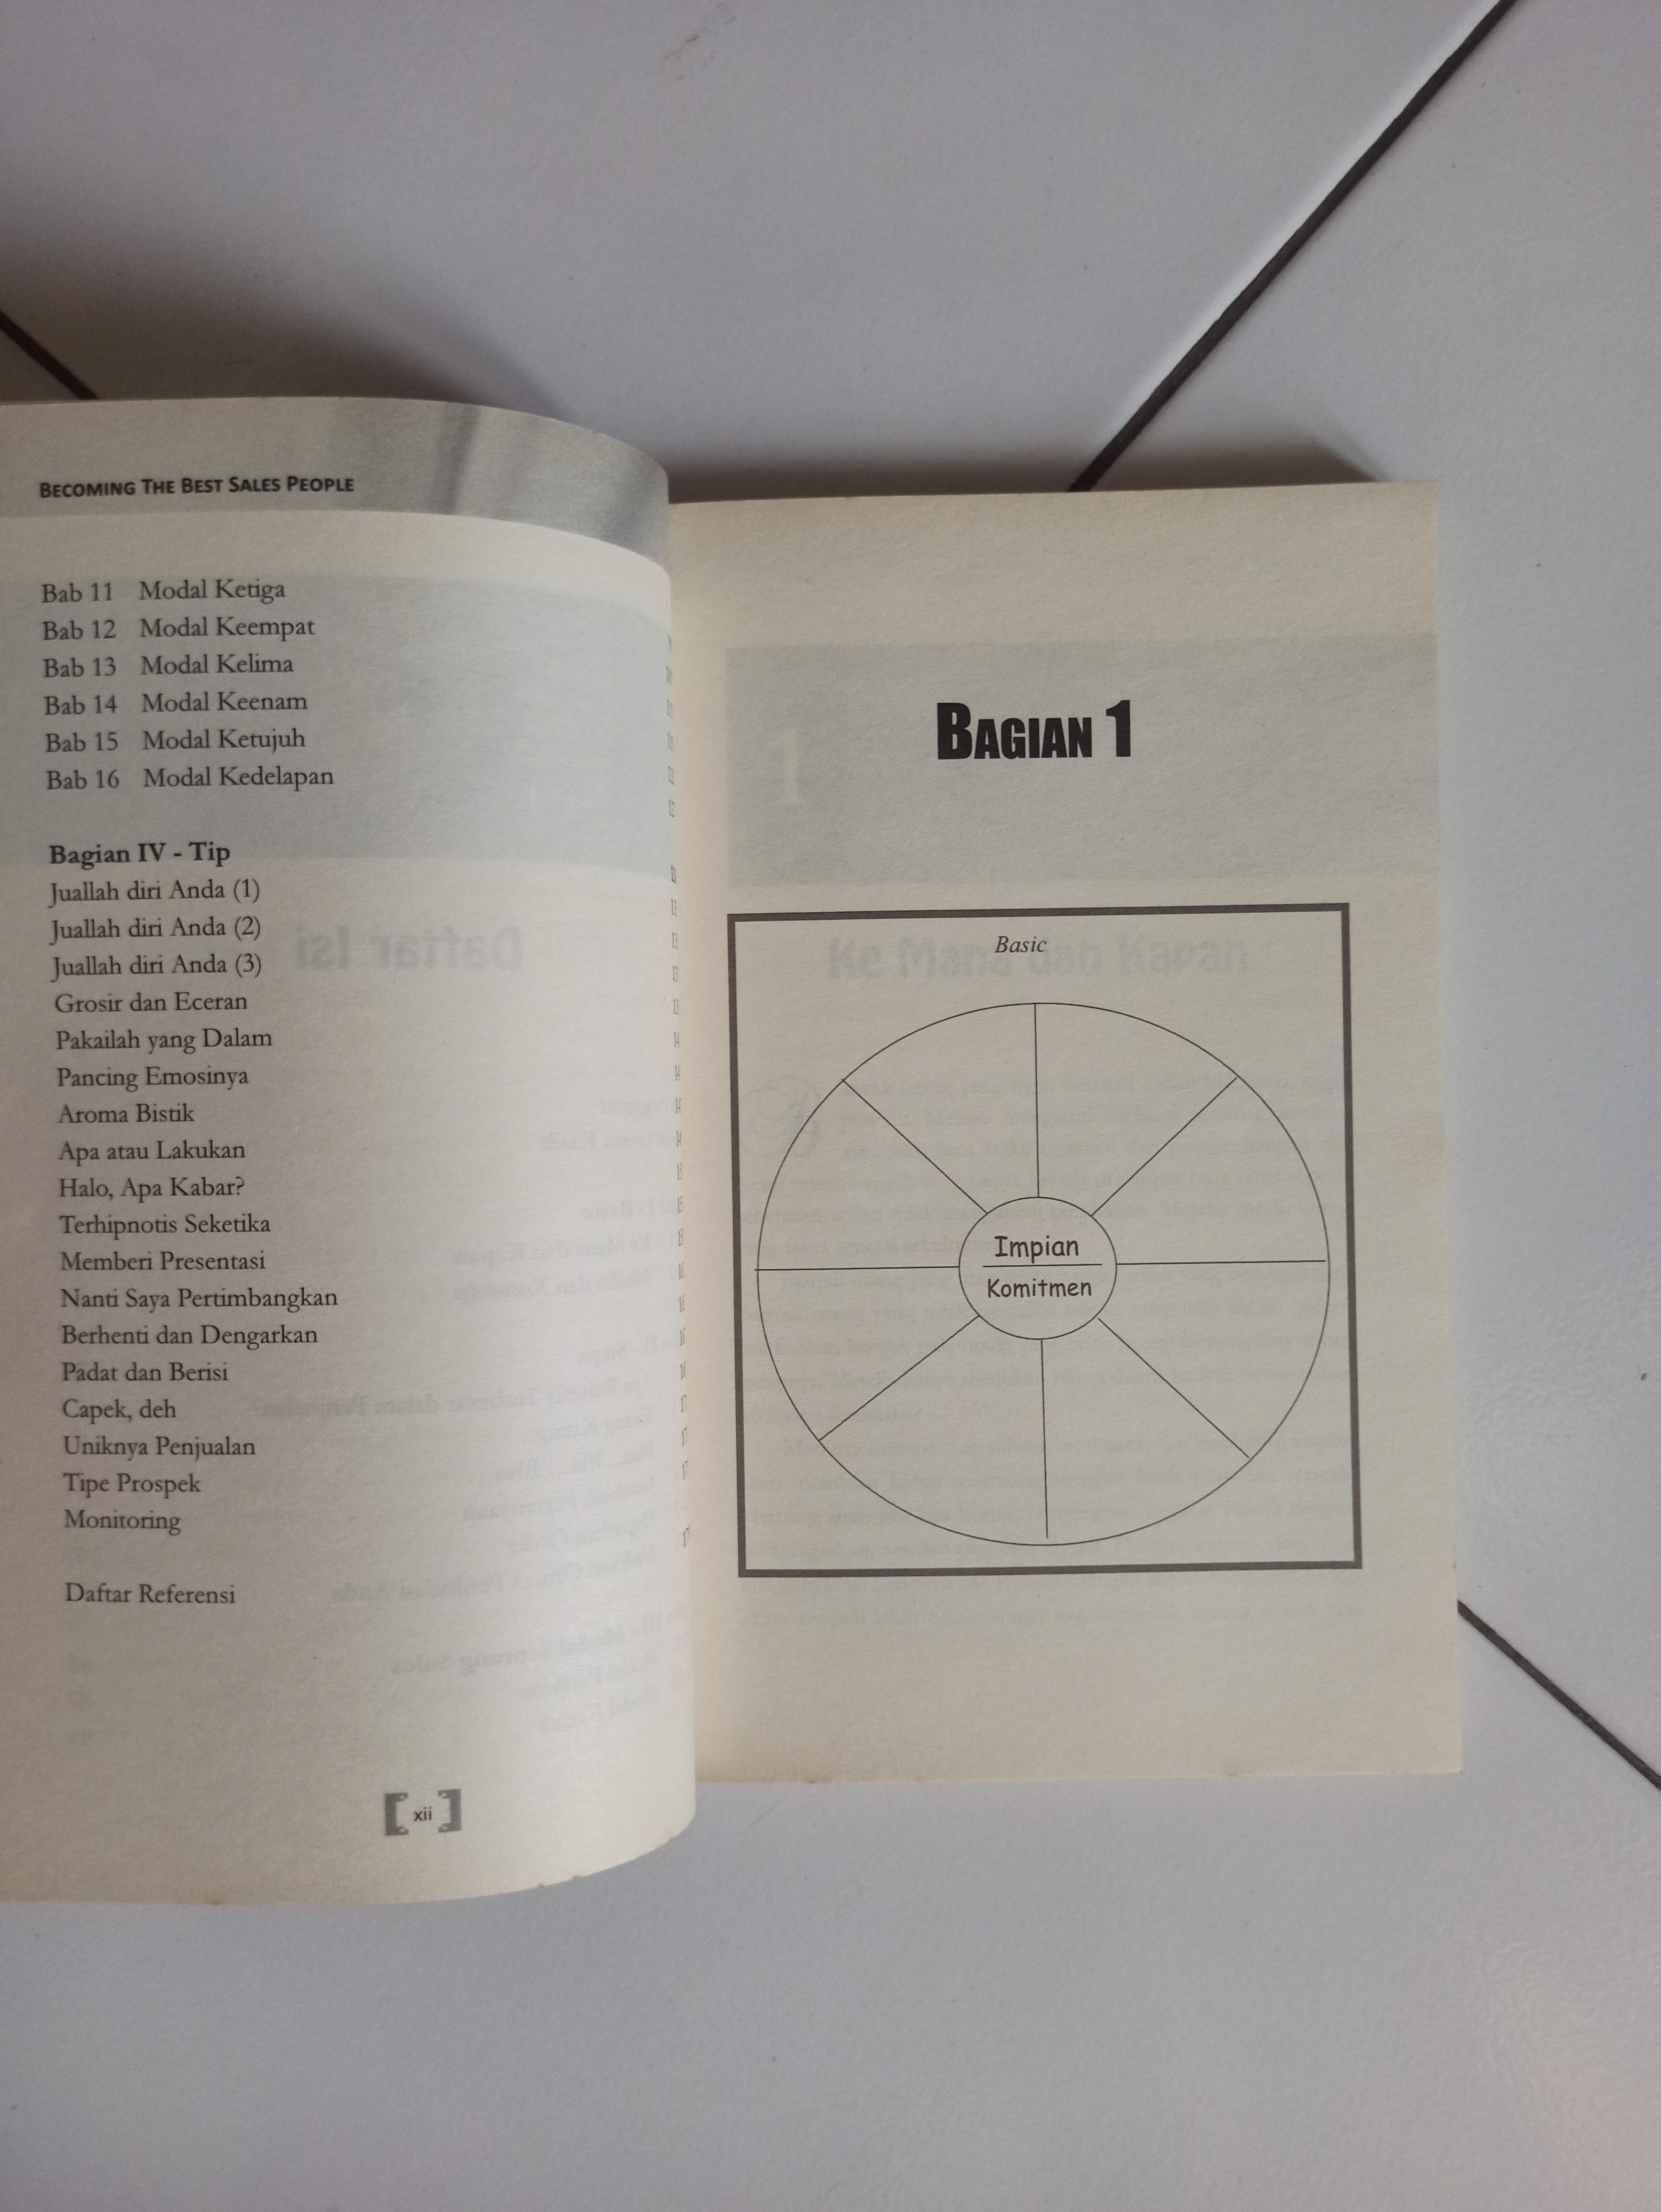 BECOMING THE BEST SALES PEOPLE
Bab 11 Modal Ketiga
Bab 12 Modal Keempat
Bab 13 Modal Kelima
Bab 14 Modal Keenam
Bab 15 Modal Ketujuh
Bab 16 Modal Kedelapan
Bagian IV - Tip
Juallah diri Anda (1)
Juallah diri Anda (2)
Juallah diri Anda (3)
Grosir dan Eceran
Pakailah yang Dalam
Pancing Emosinya
Aroma Bistik
Apa atau Lakukan
Halo, Apa Kabar?
Terhipnotis Seketika
Memberi Presentasi
Nanti Saya Pertimbangkan
Berhenti dan Dengarkan
Padat dan Berisi
Capek, deh
Uniknya Penjualan
Tipe Prospek
Monitoring
Daftar Referensi
[xii]
BAGIAN 1
Basic
Impian
Komitmen